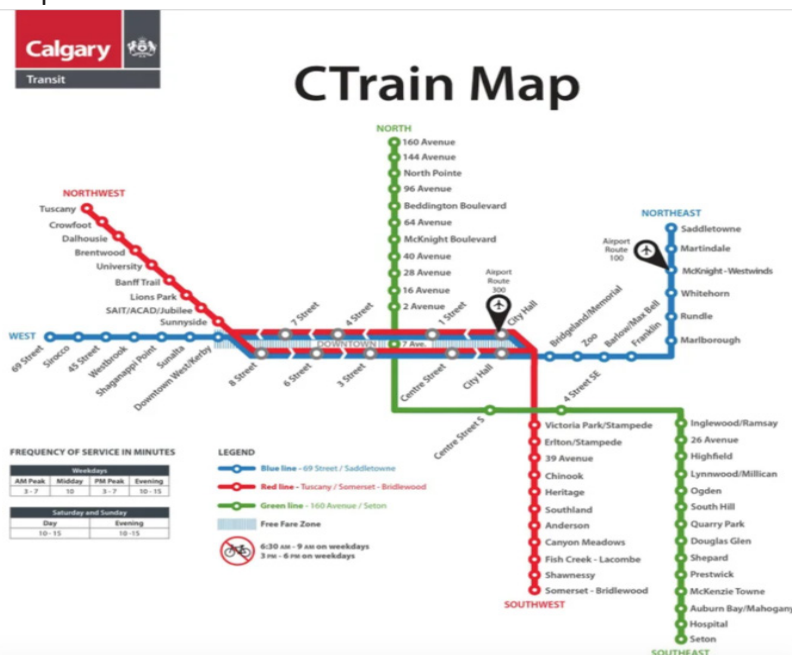 Calgary
Transit
CTrain Map
NORTH
160 Avenue
144 Avenue
North Pointe
96 Avenue
Beddington Boulevard
64 Avenue
McKnight Boulevard
40 Avenue
28 Avenue
16 Avenue
2 Avenue
7 Ave.
NORTHWEST
Tuscany
Crowfoot
Dalhousie
Brentwood
University
Banff Trail
Lions Park
SAIT/ACAD/Jubilee
Sunnyside
WEST
69 Street
Sirocco
45 Street
Westbrook
Shaganappi Point
Sunalta
Downtown West/Kerby
7 Street
4 Street
1 Street
City Hall
DOWNTOWN
8 Street
6 Street
3 Street
Centre Street
City Hall
Airport
Route
300
Bridgeland/Memorial
Zoo
Barlow/Max Bell
Franklin
NORTHEAST
Saddletowne
Martindale
McKnight - Westwinds
Whitehorn
Rundle
Marlborough
Airport
Route
100
Centre Street S
4 Street SE
Victoria Park/Stampede
Erlton/Stampede
39 Avenue
Chinook
Heritage
Southland
Anderson
Canyon Meadows
Fish Creek - Lacombe
Shawnessy
Somerset - Bridlewood
SOUTHWEST
Inglewood/Ramsay
26 Avenue
Highfield
Lynnwood/Millican
Ogden
South Hill
Quarry Park
Douglas Glen
Shepard
Prestwick
McKenzie Towne
Auburn Bay/Mahogany
Hospital
Seton
SOUTHEAST
FREQUENCY OF SERVICE IN MINUTES
Weekdays
AM Peak Midday PM Peak Evening
3 - 7 10 3 - 7 10 - 15
Saturday and Sunday
Day Evening
10 - 15 10 -15
LEGEND
Blue line - 69 Street / Saddletowne
Red line - Tuscany / Somerset - Bridlewood
Green line - 160 Avenue / Seton
Free Fare Zone
6:30 AM - 9 AM on weekdays
3 PM - 6 PM on weekdays